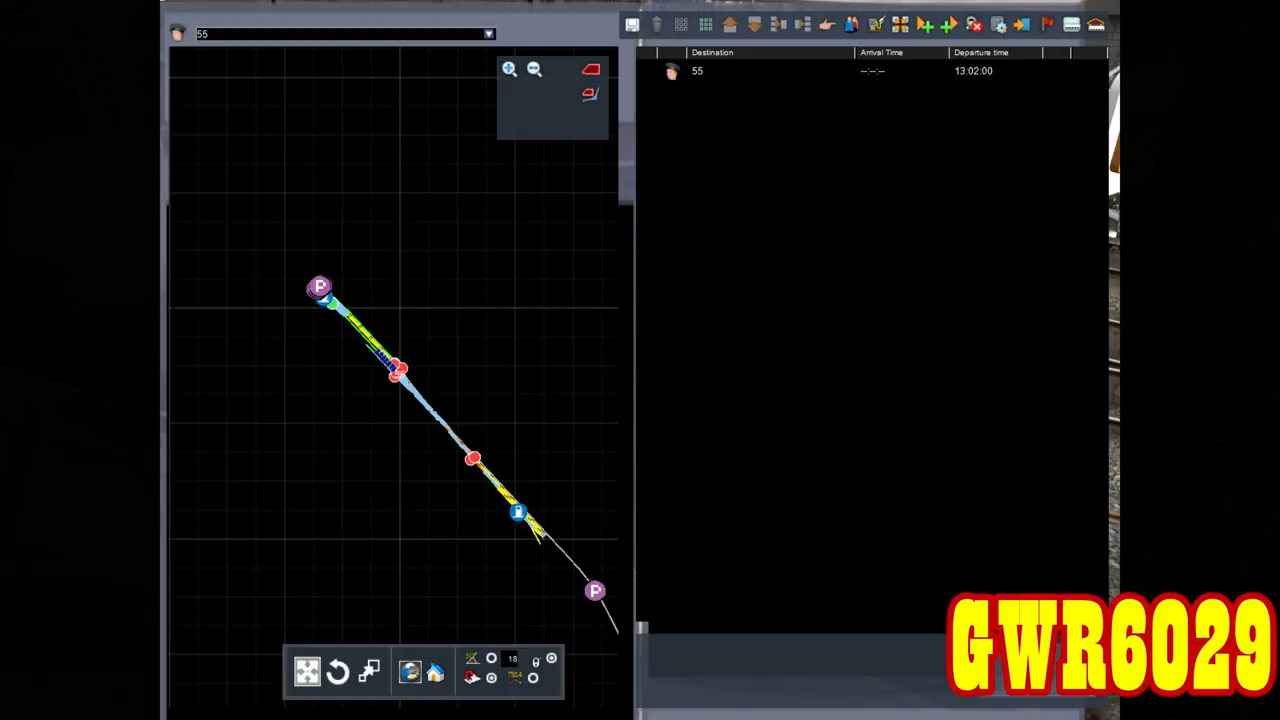 55
Destination
Arrival Time
Departure time
55
--:--:--
13:02:00
P
P
18
GWR6029